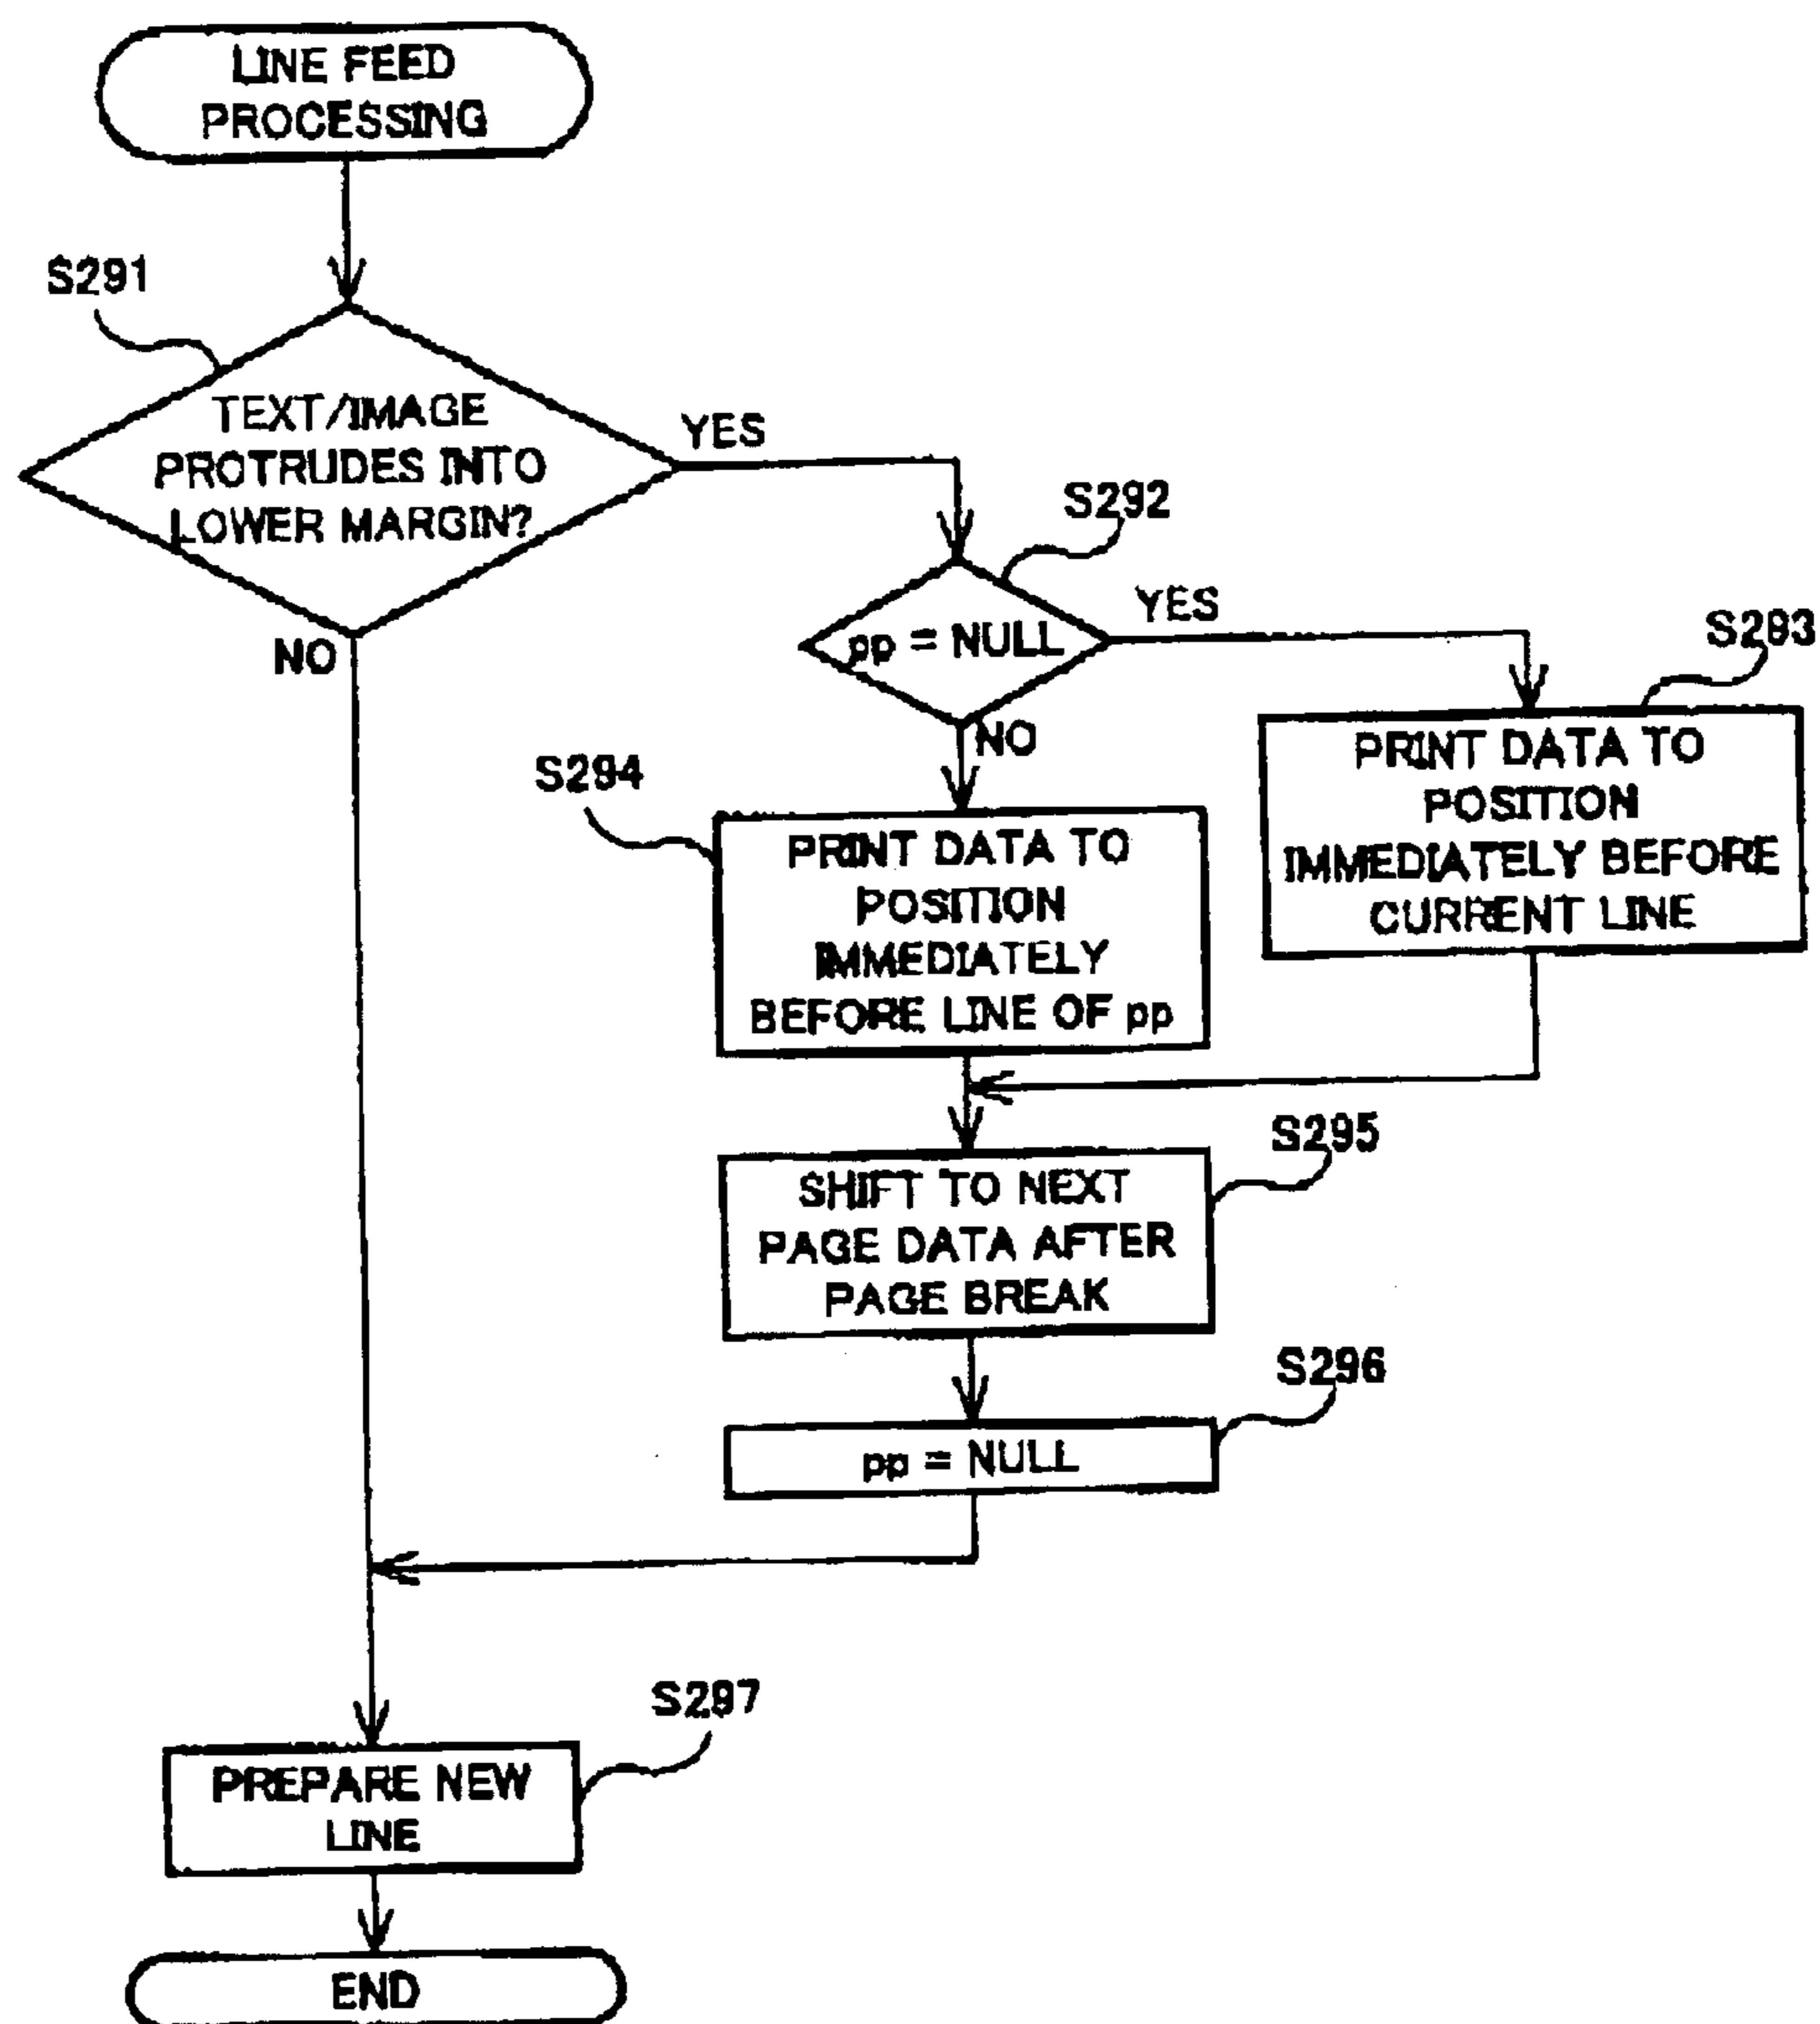 LINE FEED
PROCESSING
S291
TEXT/IMAGE
PROTRUDES INTO
LOWER MARGIN?
YES
NO
S292
pp = NULL
YES
NO
S293
PRINT DATA TO
POSITION
IMMEDIATELY BEFORE
CURRENT LINE
S294
PRINT DATA TO
POSITION
IMMEDIATELY
BEFORE LINE OF pp
S295
SHIFT TO NEXT
PAGE DATA AFTER
PAGE BREAK
S296
pp = NULL
S297
PREPARE NEW
LINE
END